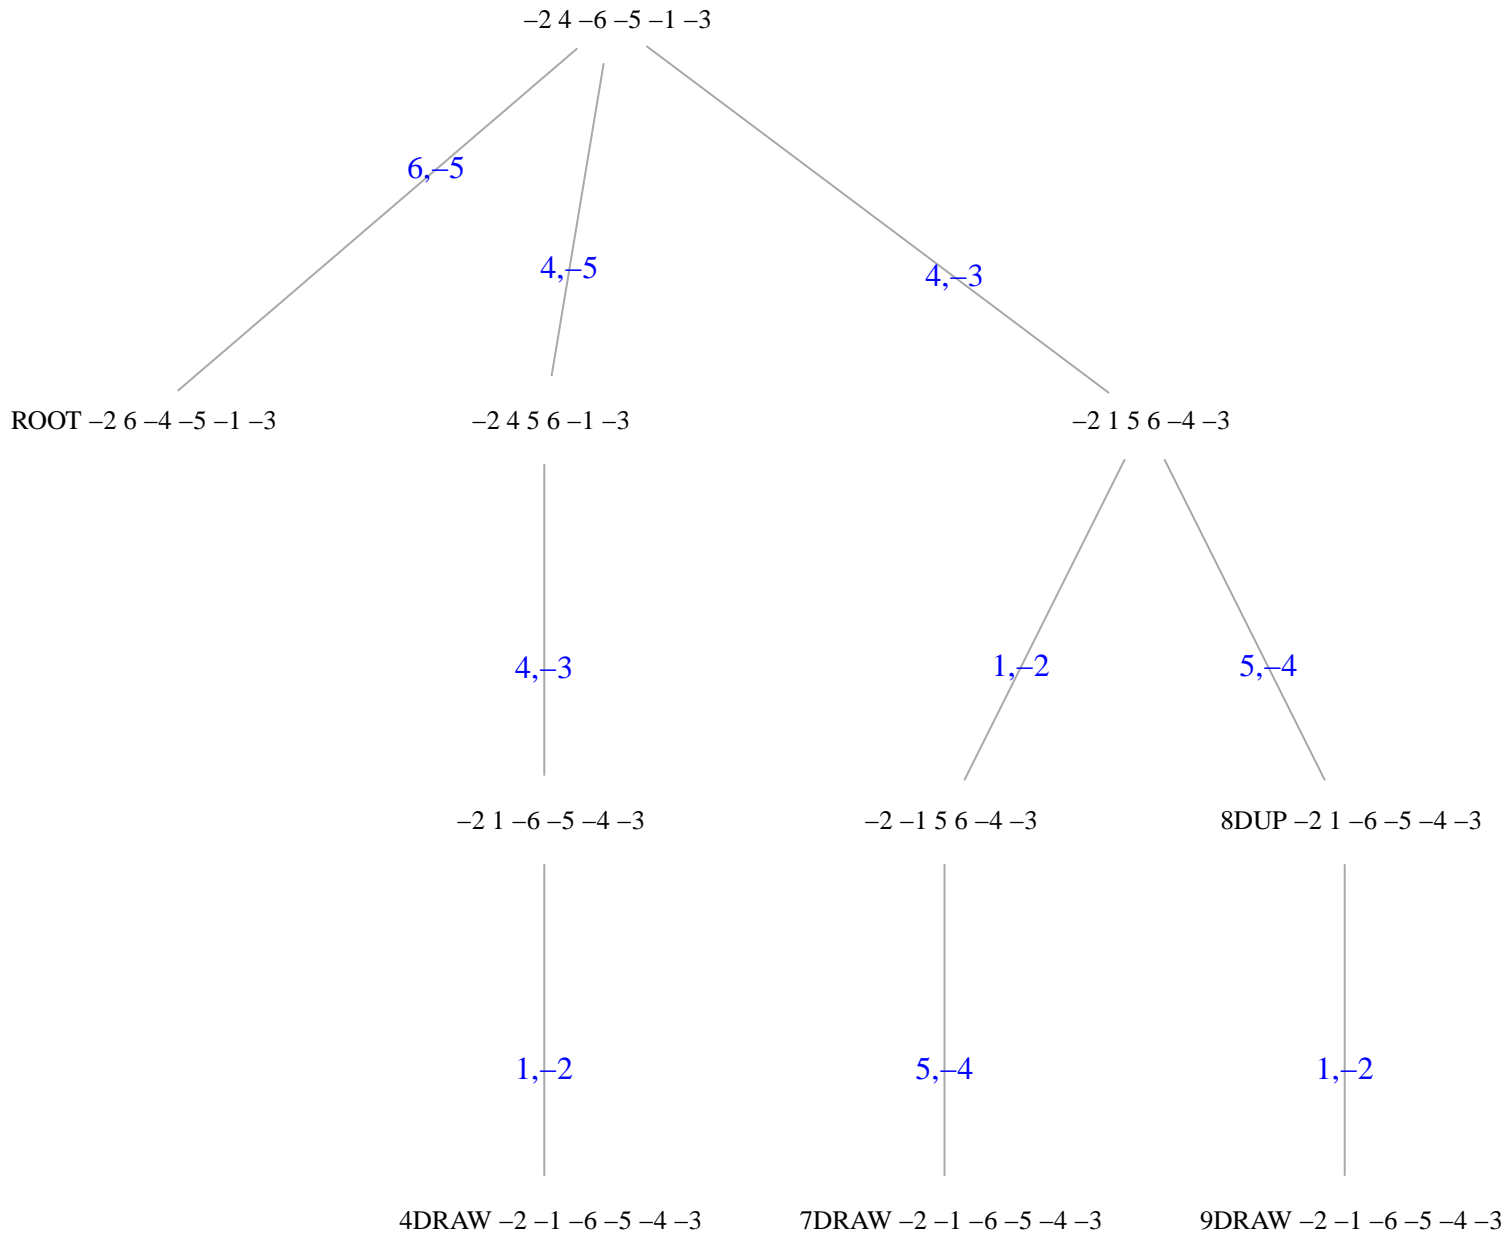 –2 4 –6 –5 –1 –3
6,–5
4,–5
4,–3
ROOT –2 6 –4 –5 –1 –3
–2 4 5 6 –1 –3
–2 1 5 6 –4 –3
4,–3
1,–2
5,–4
–2 1 –6 –5 –4 –3
–2 –1 5 6 –4 –3
8DUP –2 1 –6 –5 –4 –3
1,–2
5,–4
1,–2
4DRAW –2 –1 –6 –5 –4 –3
7DRAW –2 –1 –6 –5 –4 –3
9DRAW –2 –1 –6 –5 –4 –3